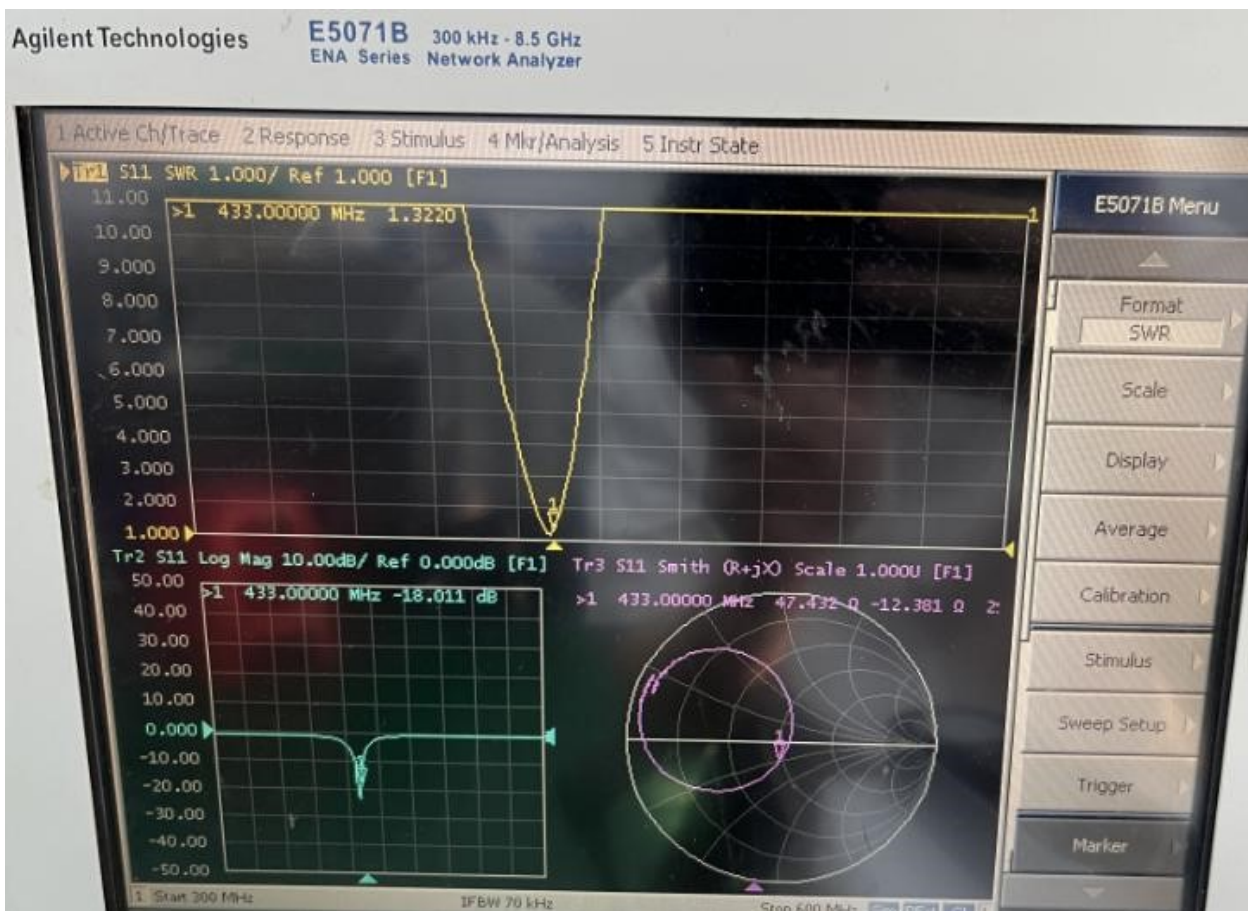 Agilent Technologies E5071B 300 kHz - 8.5 GHz
ENA Series Network Analyzer
1 Active Ch/Trace 2 Response 3 Stimulus 4 Mkr/Analysis 5 Instr State
Tr1 S11 SWR 1.000/ Ref 1.000 [F1]
11.00
>1 433.00000 MHz 1.3220
1
10.00
9.000
8.000
7.000
6.000
5.000
4.000
3.000
2.000
1
1.000
Tr2 S11 Log Mag 10.00dB/ Ref 0.000dB [F1]
50.00
>1 433.00000 MHz -18.011 dB
40.00
30.00
20.00
10.00
0.000
-10.00
-20.00
-30.00
-40.00
-50.00
Tr3 S11 Smith (R+jX) Scale 1.000U [F1]
>1 433.00000 MHz 47.432 Ω -12.381 Ω
1
1 Start 300 MHz IFBW 70 kHz Stop 600 MHz
E5071B Menu
Format
SWR
Scale
Display
Average
Calibration
Stimulus
Sweep Setup
Trigger
Marker